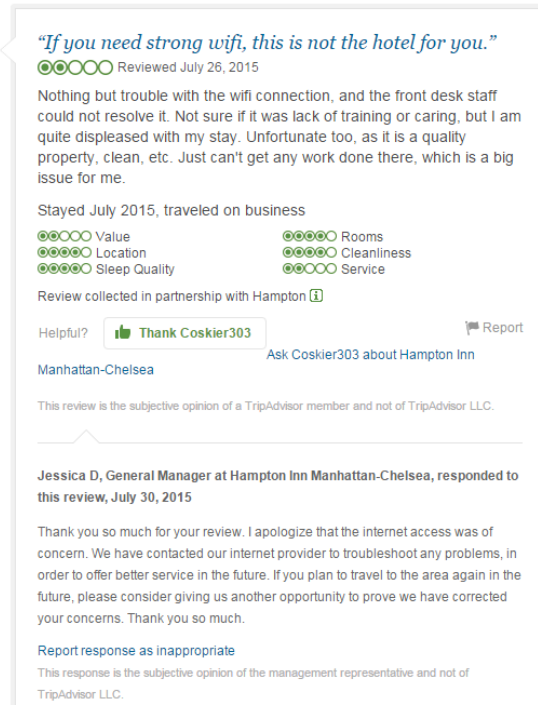 “If you need strong wifi, this is not the hotel for you.”
Reviewed July 26, 2015
Nothing but trouble with the wifi connection, and the front desk staff
could not resolve it. Not sure if it was lack of training or caring, but I am
quite displeased with my stay. Unfortunate too, as it is a quality
property, clean, etc. Just can't get any work done there, which is a big
issue for me.
Stayed July 2015, traveled on business
Value
Rooms
Location
Cleanliness
Sleep Quality
Service
Review collected in partnership with Hampton
Helpful?
Thank Coskier303
Report
Ask Coskier303 about Hampton Inn
Manhattan-Chelsea
This review is the subjective opinion of a TripAdvisor member and not of TripAdvisor LLC.
Jessica D, General Manager at Hampton Inn Manhattan-Chelsea, responded to
this review, July 30, 2015
Thank you so much for your review. I apologize that the internet access was of
concern. We have contacted our internet provider to troubleshoot any problems, in
order to offer better service in the future. If you plan to travel to the area again in the
future, please consider giving us another opportunity to prove we have corrected
your concerns. Thank you so much.
Report response as inappropriate
This response is the subjective opinion of the management representative and not of
TripAdvisor LLC.